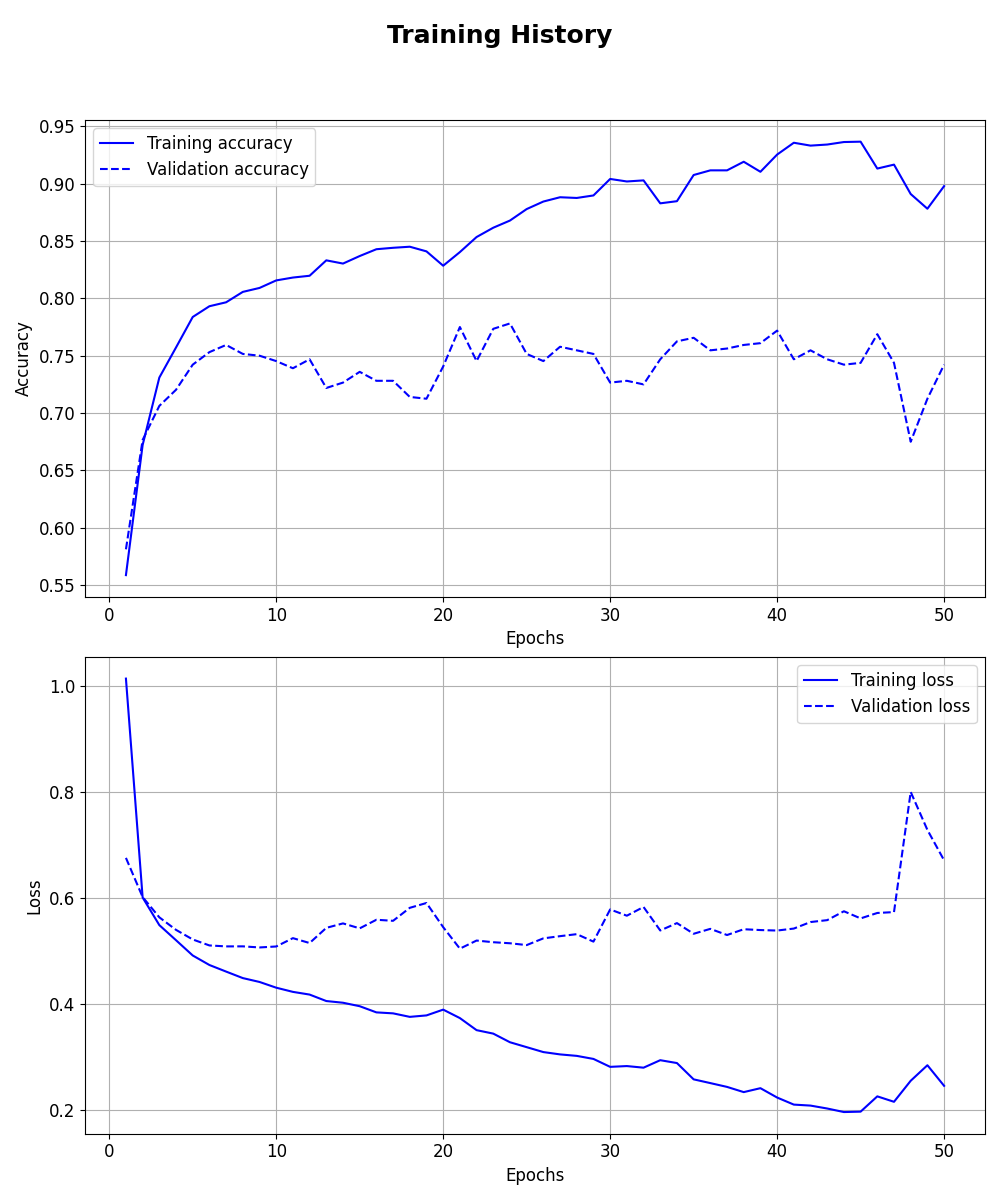 Training History
0.95
0.90
0.85
0.80
0.75
0.70
0.65
0.60
0.55
Accuracy
Training accuracy
Validation accuracy
0 10 20 30 40 50
Epochs
1.0
0.8
0.6
0.4
0.2
Loss
Training loss
Validation loss
0 10 20 30 40 50
Epochs